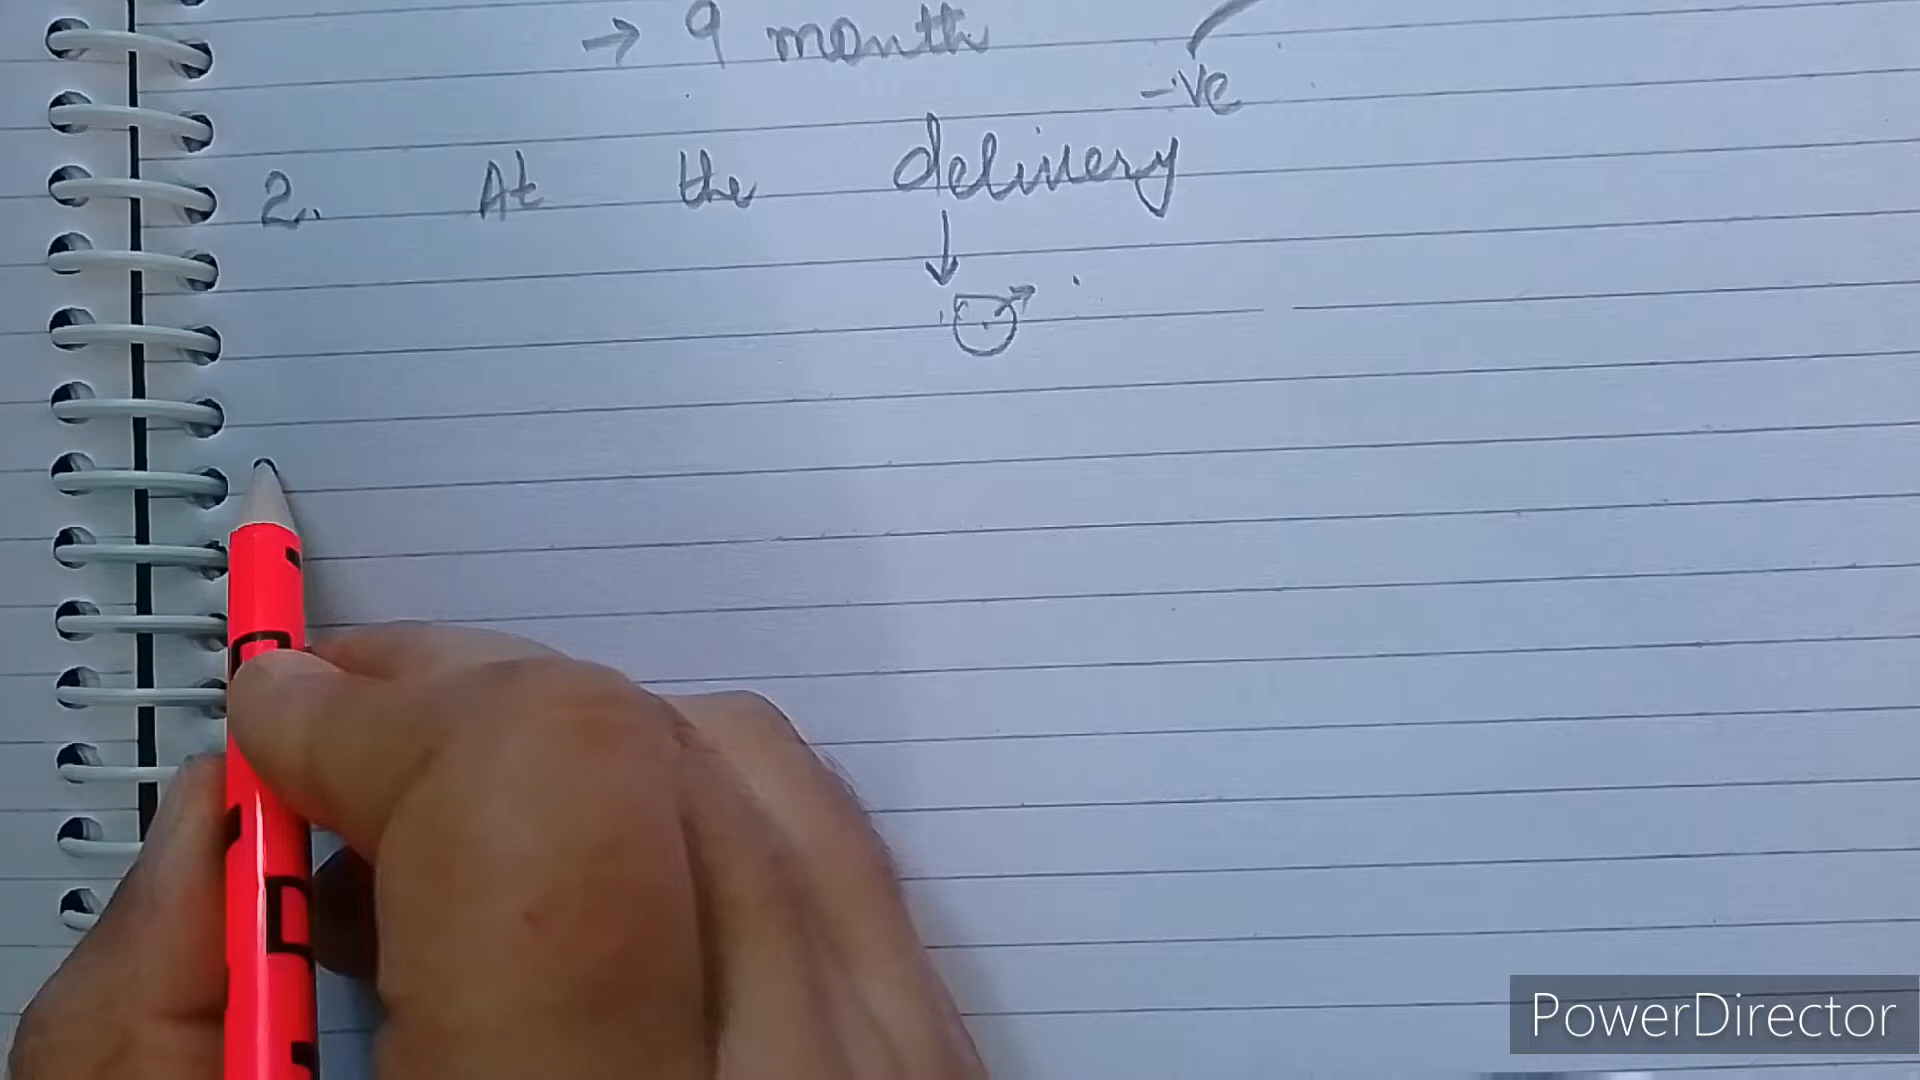 → 9 month
-ve
2. At the delivery
↓
PowerDirector